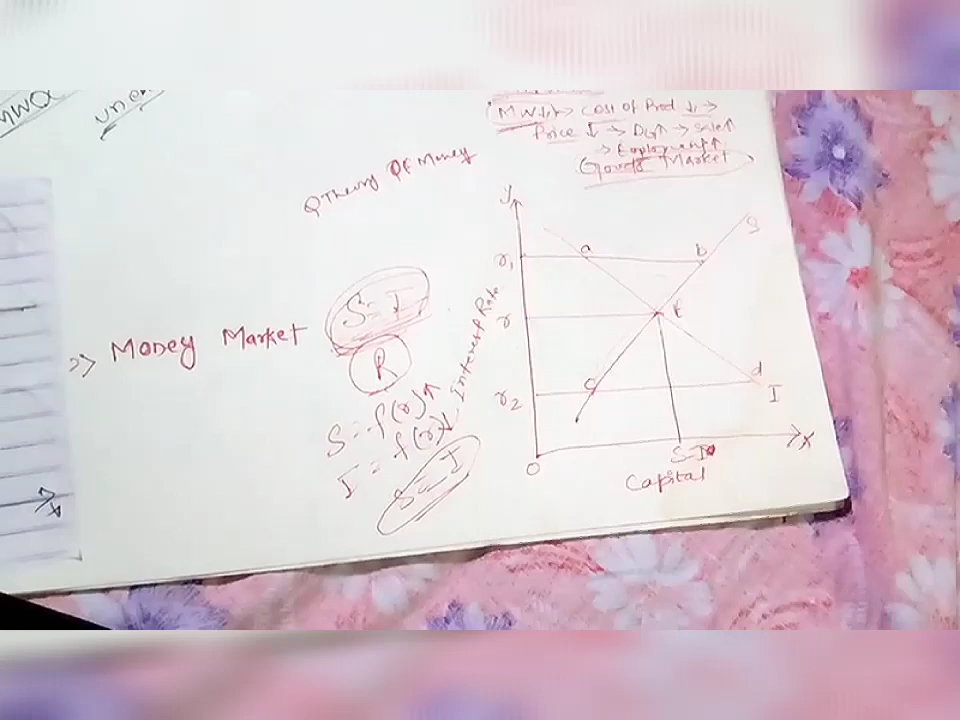 MW↓ → Cost of Prod ↓ →
Price ↓ → DG↑ → Sale↑
→ Employment ↑
Goods Market
Q Theory Of Money
=> Money Market
S=I
R
S = f(r)↑
I = f(r)↓
S = I
Interest Rate
y
S
r₁
a
b
r
E
r₂
c
d
I
O
S=I
X
Capital
x